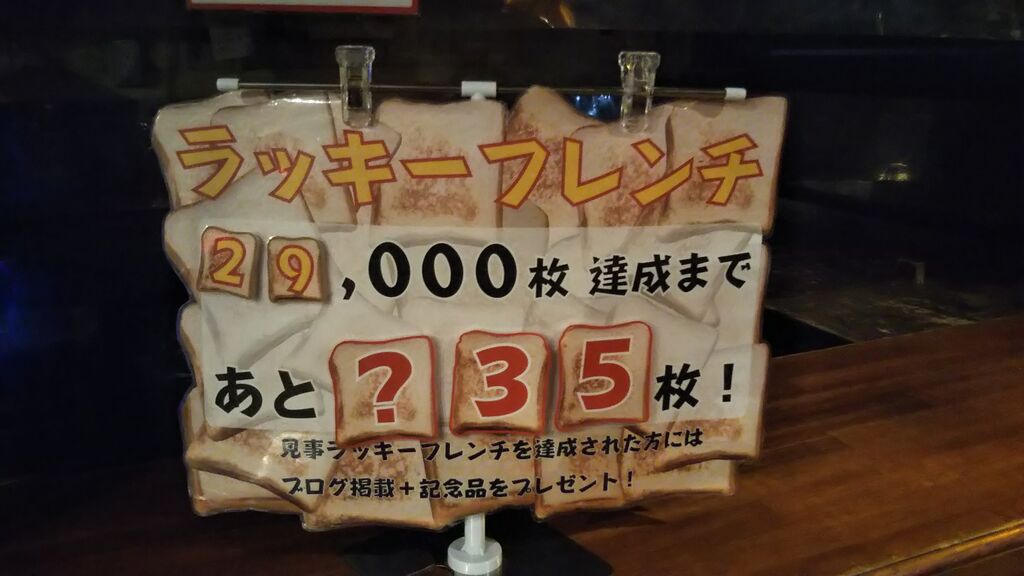 ラッキーフレンチ
29,000枚 達成まで
あと?35枚!
見事ラッキーフレンチを達成された方には
ブログ掲載+記念品をプレゼント!